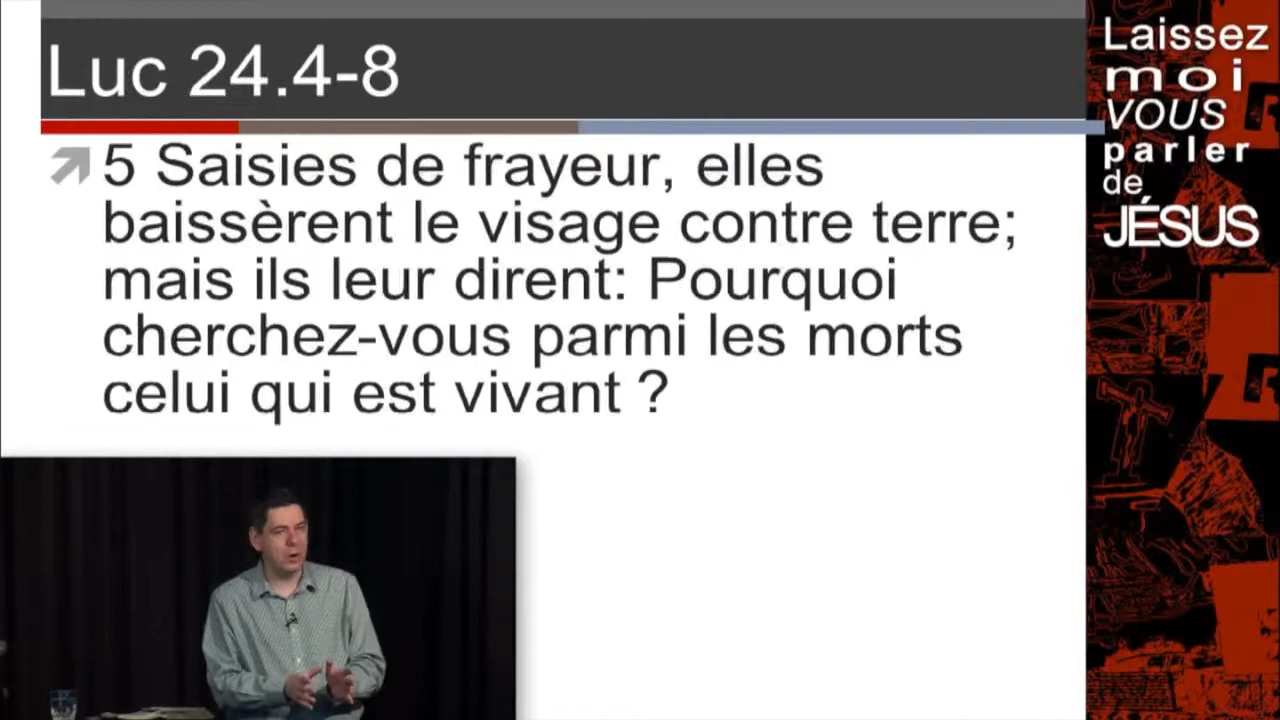 Luc 24.4-8
5 Saisies de frayeur, elles
baissèrent le visage contre terre;
mais ils leur dirent: Pourquoi
cherchez-vous parmi les morts
celui qui est vivant ?
Laissez
moi
VOUS
parler
de
JÉSUS